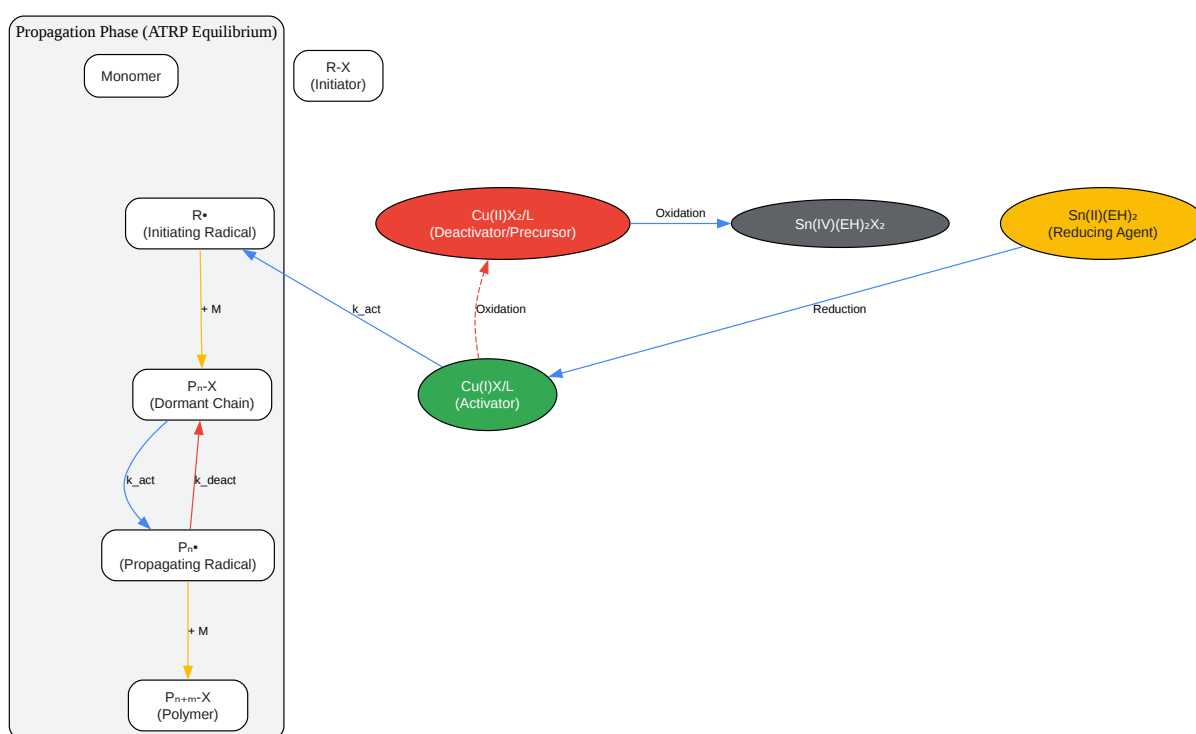 Propagation Phase (ATRP Equilibrium)
Monomer
R-X
(Initiator)
R•
(Initiating Radical)
Cu(II)X₂/L
(Deactivator/Precursor)
Oxidation
Sn(IV)(EH)₂X₂
Sn(II)(EH)₂
(Reducing Agent)
+ M
k_act
Oxidation
Reduction
Pₙ-X
(Dormant Chain)
Cu(I)X/L
(Activator)
k_act
k_deact
Pₙ•
(Propagating Radical)
+ M
Pₙ₊ₘ-X
(Polymer)